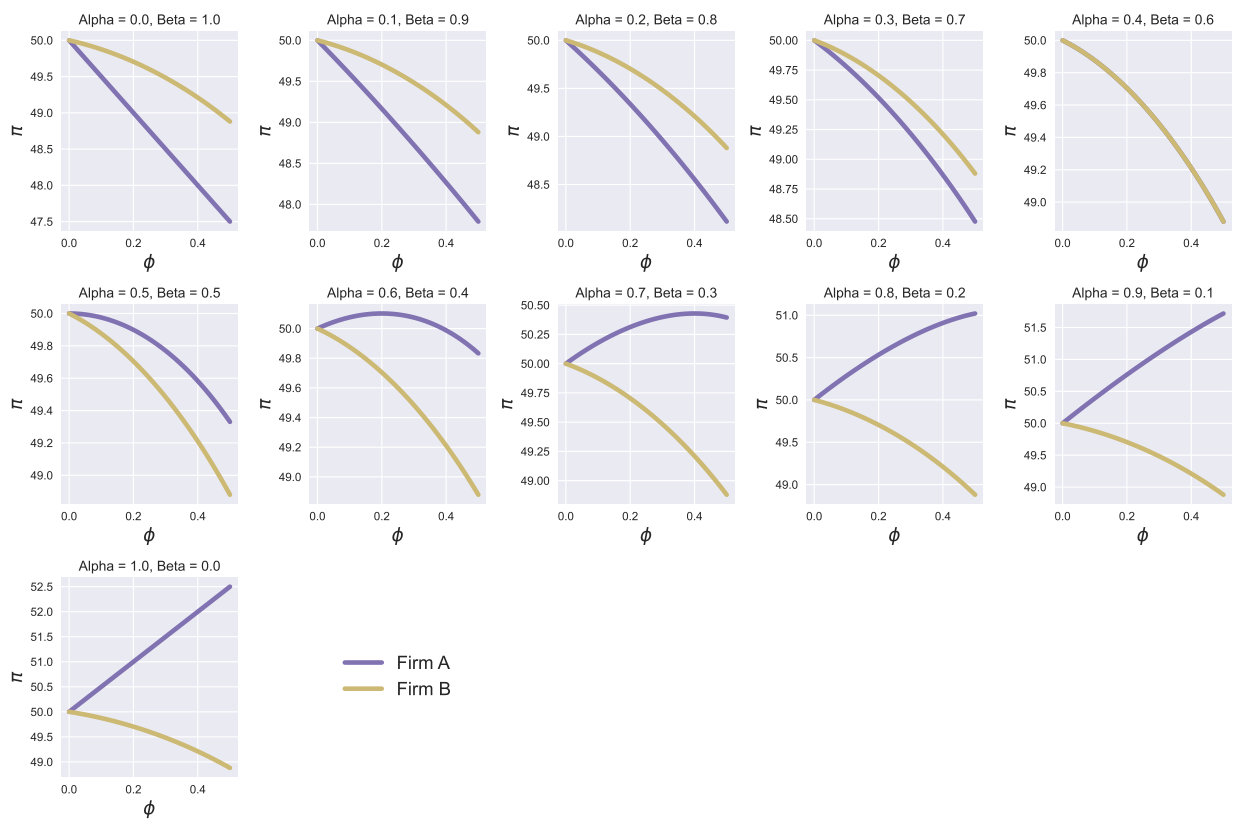 Alpha = 0.0, Beta = 1.0
50.0
49.5
49.0
48.5
48.0
47.5
π
0.0 0.2 0.4
ϕ
Alpha = 0.1, Beta = 0.9
50.0
49.5
49.0
48.5
48.0
π
0.0 0.2 0.4
ϕ
Alpha = 0.2, Beta = 0.8
50.0
49.5
49.0
48.5
π
0.0 0.2 0.4
ϕ
Alpha = 0.3, Beta = 0.7
50.00
49.75
49.50
49.25
49.00
48.75
48.50
π
0.0 0.2 0.4
ϕ
Alpha = 0.4, Beta = 0.6
50.0
49.8
49.6
49.4
49.2
49.0
π
0.0 0.2 0.4
ϕ
Alpha = 0.5, Beta = 0.5
50.0
49.8
49.6
49.4
49.2
49.0
π
0.0 0.2 0.4
ϕ
Alpha = 0.6, Beta = 0.4
50.0
49.8
49.6
49.4
49.2
49.0
π
0.0 0.2 0.4
ϕ
Alpha = 0.7, Beta = 0.3
50.50
50.25
50.00
49.75
49.50
49.25
49.00
π
0.0 0.2 0.4
ϕ
Alpha = 0.8, Beta = 0.2
51.0
50.5
50.0
49.5
49.0
π
0.0 0.2 0.4
ϕ
Alpha = 0.9, Beta = 0.1
51.5
51.0
50.5
50.0
49.5
49.0
π
0.0 0.2 0.4
ϕ
Alpha = 1.0, Beta = 0.0
52.5
52.0
51.5
51.0
50.5
50.0
49.5
49.0
π
0.0 0.2 0.4
ϕ
Firm A
Firm B